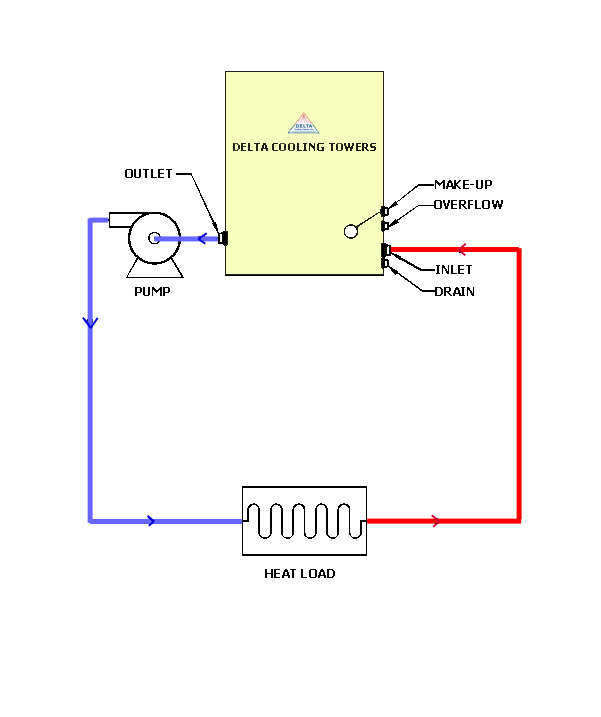 DELTA
DELTA COOLING TOWERS
OUTLET
MAKE-UP
OVERFLOW
INLET
DRAIN
PUMP
HEAT LOAD